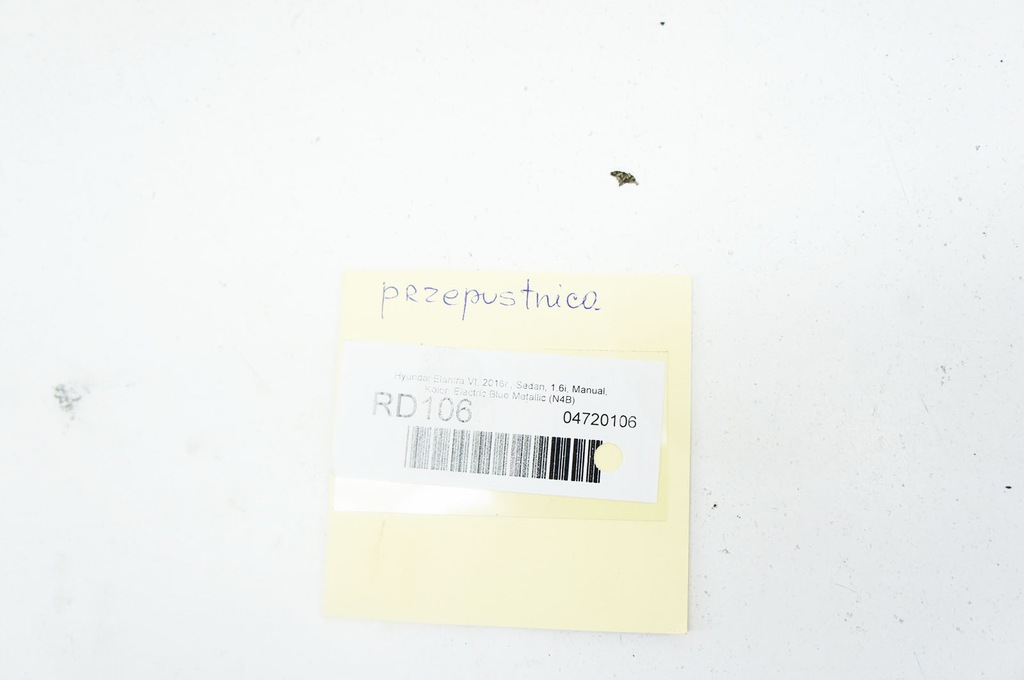 przepustnica
Hyundai Elantra VI, 2016r., Sedan, 1.6i, Manual,
Kolor: Electric Blue Metallic (N4B)
RD106
04720106